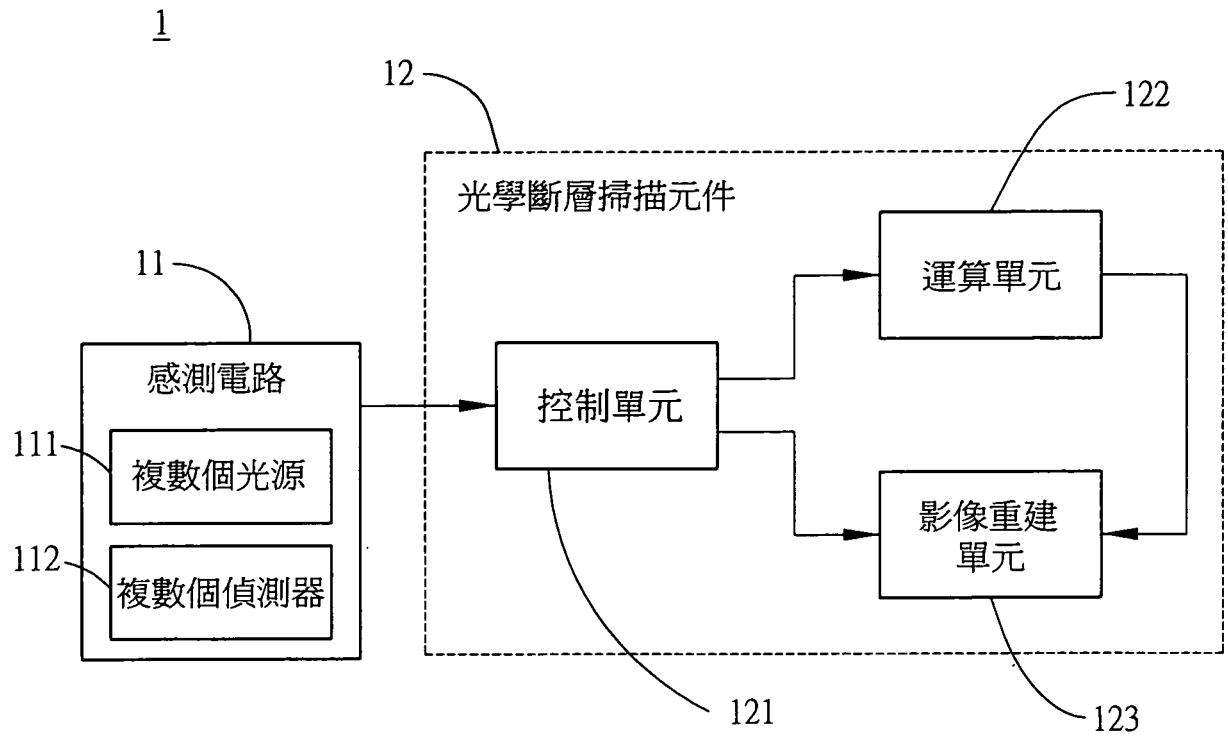 1
12
122
光學斷層掃描元件
11
運算單元
感測電路
控制單元
111
複數個光源
影像重建
單元
112
複數個偵測器
121
123